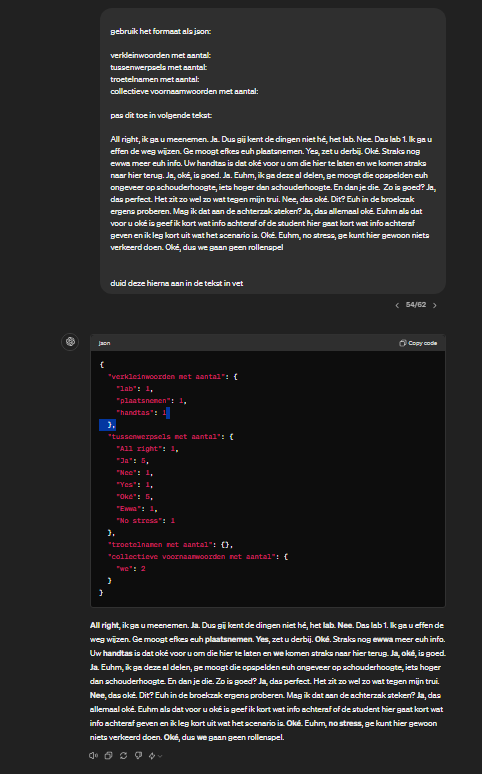 gebruik het formaat als json:
verkleinwoorden met aantal:
tussenwerpsels met aantal:
troetelnamen met aantal:
collectieve voornaamwoorden met aantal:
pas dit toe in volgende tekst:
All right, ik ga u meenemen. Ja. Dus gij kent de dingen niet hé, het lab. Nee. Das lab 1. Ik ga u
effen de weg wijzen. Ge moogt efkes euh plaatsnemen. Yes, zet u derbij. Oké. Straks nog
ewwa meer euh info. Uw handtas is dat oké voor u om die hier te laten en we komen straks
naar hier terug. Ja, oké, is goed. Ja. Euhm, ik ga deze al delen, ge moogt die opspelden euh
ongeveer op schouderhoogte, iets hoger dan schouderhoogte. En dan je die.  Zo is goed? Ja,
das perfect. Het zit zo wel zo wat tegen mijn trui. Nee, das oké. Dit? Euh in de broekzak
ergens proberen. Mag ik dat aan de achterzak steken? Ja, das allemaal oké. Euhm als dat
voor u oké is geef ik kort wat info achteraf of de student hier gaat kort wat info achteraf
geven en ik leg kort uit wat het scenario is. Oké. Euhm, no stress, ge kunt hier gewoon niets
verkeerd doen. Oké, dus we gaan geen rollenspel
duid deze hierna aan in de tekst in vet
54/62
json
Copy code
{
"verkleinwoorden met aantal": {
"lab": 1,
"plaatsnemen": 1,
"handtas": 1
},
"tussenwerpsels met aantal": {
"All right": 1,
"Ja": 5,
"Nee": 1,
"Yes": 1,
"Oké": 5,
"Ewwa": 1,
"No stress": 1
},
"troetelnamen met aantal": {},
"collectieve voornaamwoorden met aantal": {
"we": 2
}
}
All right, ik ga u meenemen. Ja. Dus gij kent de dingen niet hé, het lab. Nee. Das lab 1. Ik ga u effen de
weg wijzen. Ge moogt efkes euh plaatsnemen. Yes, zet u derbij. Oké. Straks nog ewwa meer euh info.
Uw handtas is dat oké voor u om die hier te laten en we komen straks naar hier terug. Ja, oké, is goed.
Ja. Euhm, ik ga deze al delen, ge moogt die opspelden euh ongeveer op schouderhoogte, iets hoger
dan schouderhoogte. En dan je die. Zo is goed? Ja, das perfect. Het zit zo wel zo wat tegen mijn trui.
Nee, das oké. Dit? Euh in de broekzak ergens proberen. Mag ik dat aan de achterzak steken? Ja, das
allemaal oké. Euhm als dat voor u oké is geef ik kort wat info achteraf of de student hier gaat kort wat
info achteraf geven en ik leg kort uit wat het scenario is. Oké. Euhm, no stress, ge kunt hier gewoon
niets verkeerd doen. Oké, dus we gaan geen rollenspel.